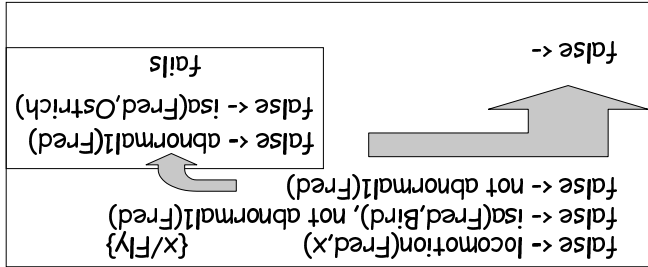 false <- locomotion(Fred,x) {x/Fly}
false <- isa(Fred,Bird), not abnormal1(Fred)
false <- not abnormal1(Fred)
false <- abnormal1(Fred)
false <- isa(Fred,Ostrich)
fails
false <-